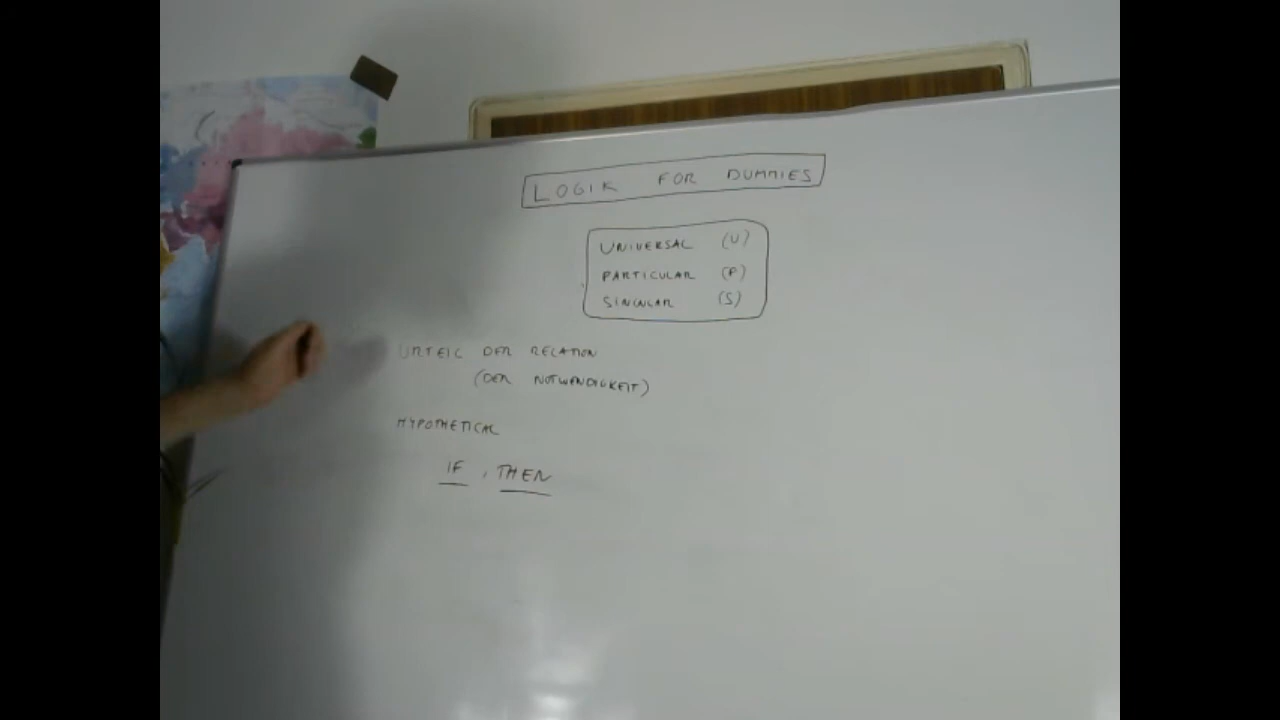 LOGIK FOR DUMMIES
UNIVERSAL (U)
PARTICULAR (P)
SINGULAR (S)
URTEIL DER RELATION
(DER NOTWENDIGKEIT)
HYPOTHETICAL
IF , THEN